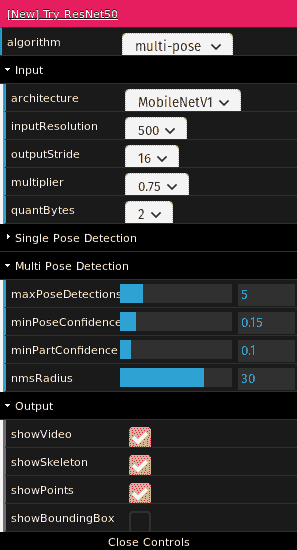 [New] Try ResNet50
algorithm multi-pose
Input
architecture MobileNetV1
inputResolution 500
outputStride 16
multiplier 0.75
quantBytes 2
Single Pose Detection
Multi Pose Detection
maxPoseDetections 5
minPoseConfidence 0.15
minPartConfidence 0.1
nmsRadius 30
Output
showVideo
showSkeleton
showPoints
showBoundingBox
Close Controls